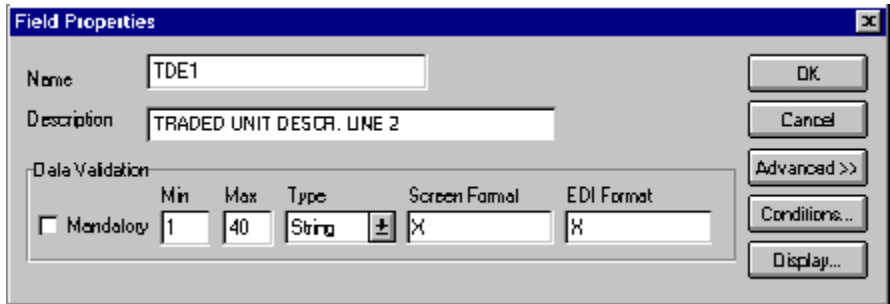 Field Properties
Name TDE1
OK
Description TRADED UNIT DESCR. LINE 2
Cancel
Data Validation
Advanced >>
Min Max Type Screen Format EDI Format
Mandatory 1 40 String X X
Conditions...
Display...